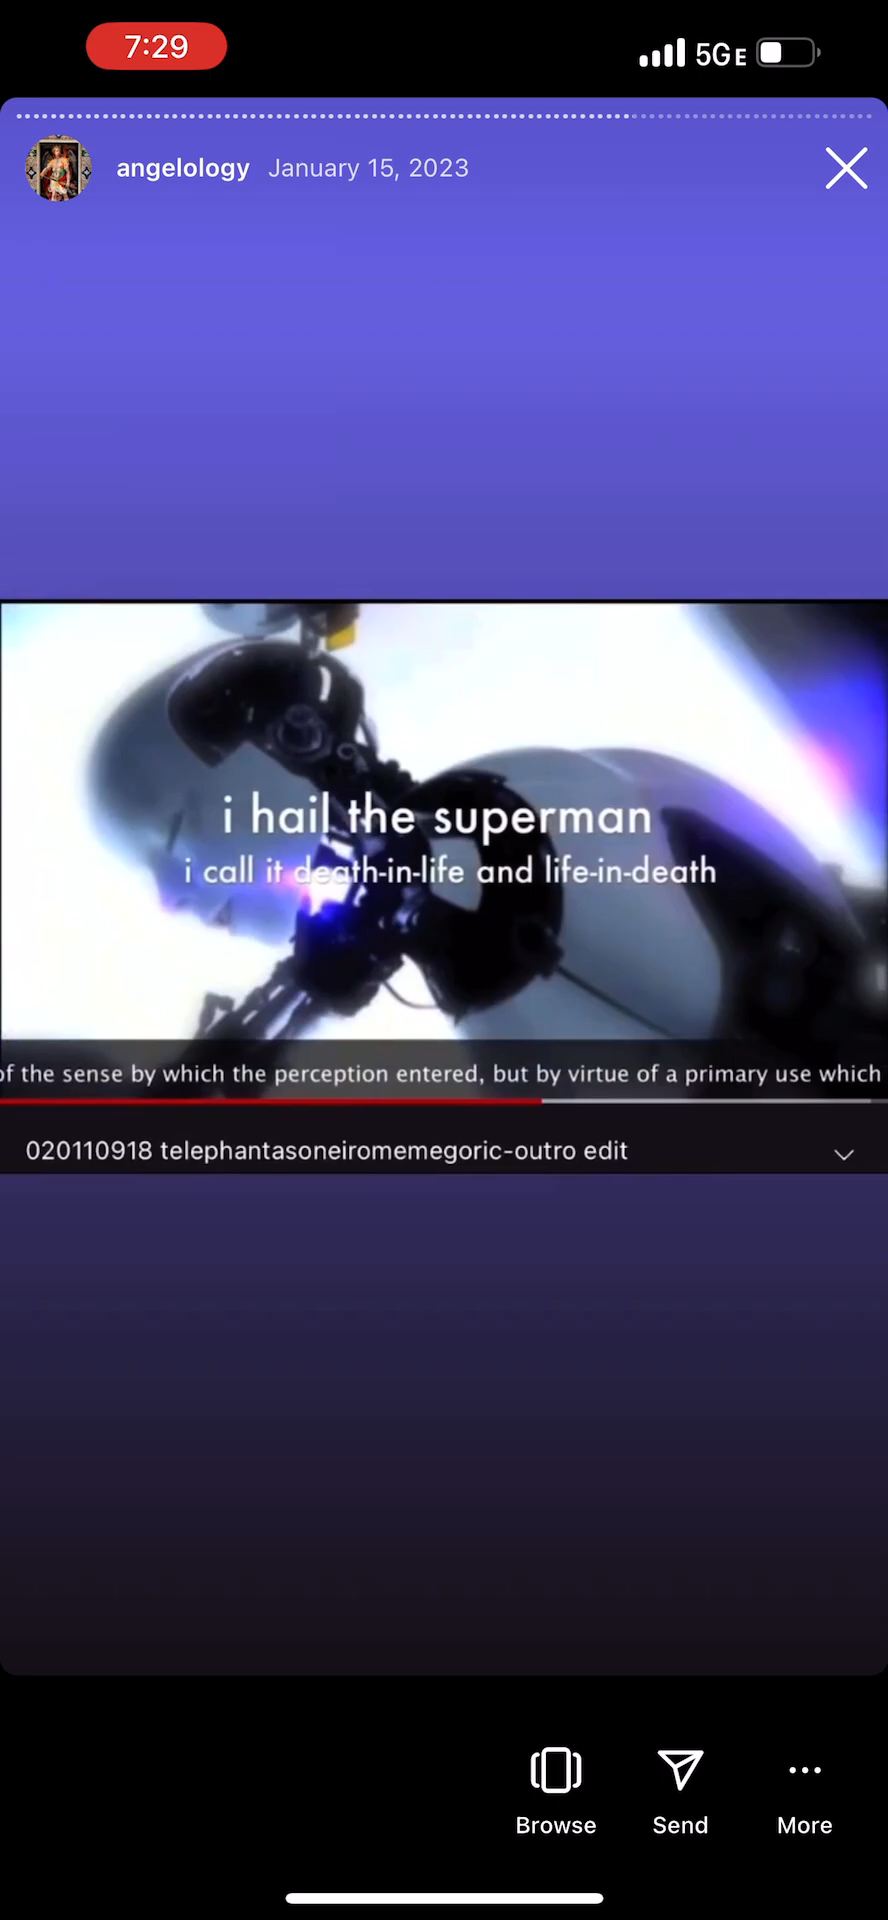 7:29
5GE
angelology January 15, 2023
i hail the superman
i call it death-in-life and life-in-death
of the sense by which the perception entered, but by virtue of a primary use which
020110918 telephantasoneiromemegoric-outro edit
Browse Send More